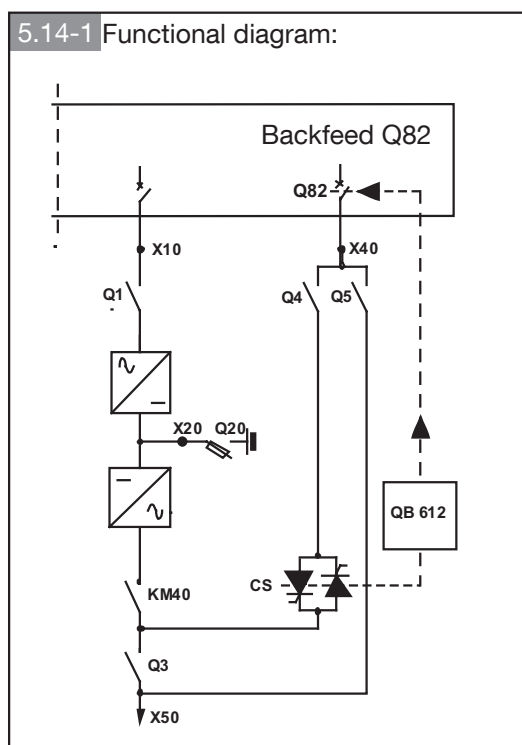 5.14-1 Functional diagram:
Backfeed Q82
Q82
X10
X40
Q1
Q4
Q5
X20
Q20
QB 612
CS
KM40
Q3
X50